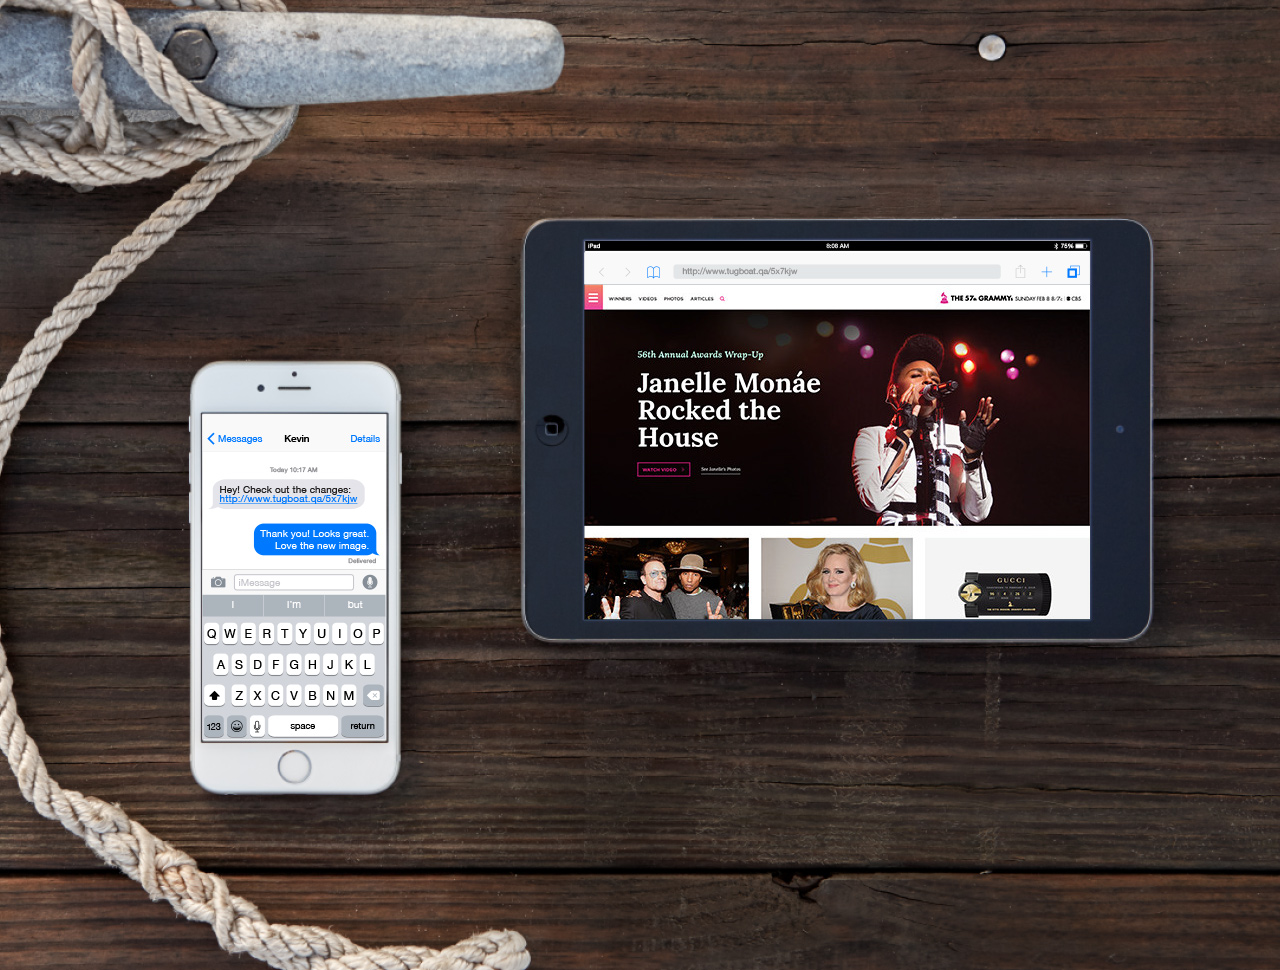 Messages Kevin Details
Today 10:17 AM
Hey! Check out the changes:
http://www.tugboat.qa/5x7kjw
Thank you! Looks great.
Love the new image.
Delivered
iMessage
I I'm but
Q W E R T Y U I O P
A S D F G H J K L
Z X C V B N M
123 space return
iPad 8:08 AM 75%
http://www.tugboat.qa/5x7kjw
WINNERS VIDEOS PHOTOS ARTICLES THE 57th GRAMMYs SUNDAY FEB 8 8/7c CBS
56th Annual Awards Wrap-Up
Janelle Monáe
Rocked the
House
WATCH VIDEO > See Janelle's Photos
GUCCI